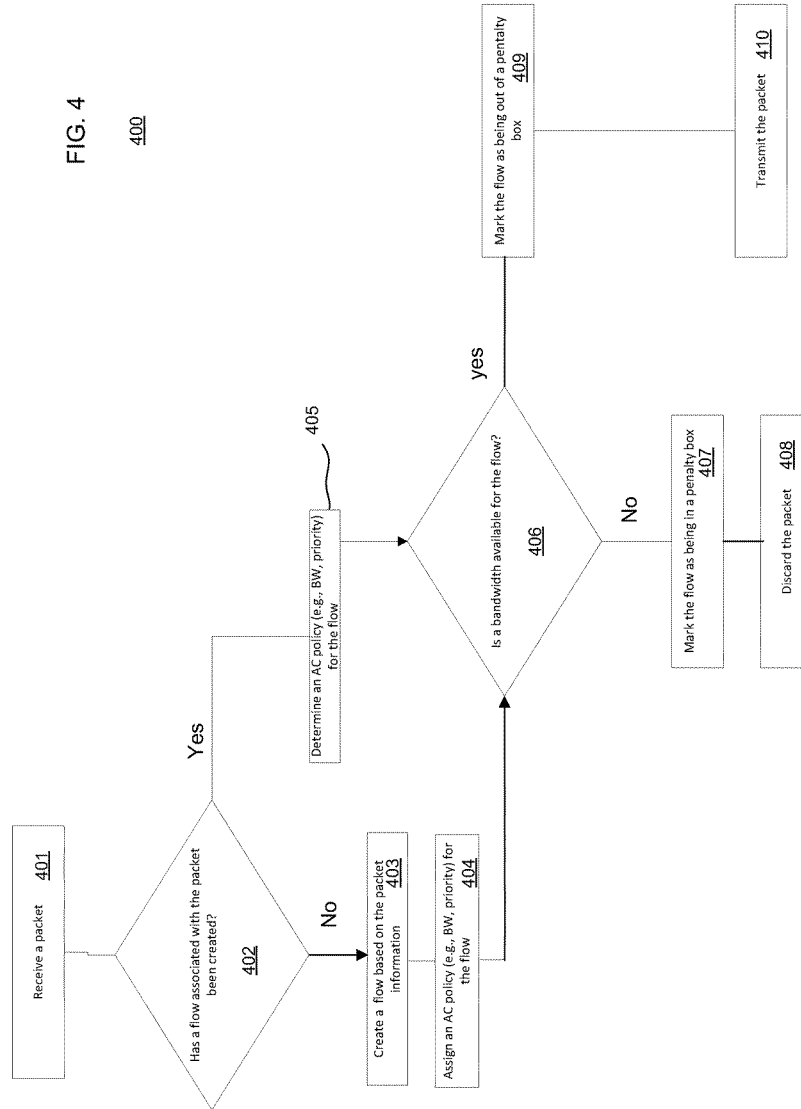 FIG. 4
400
Receive a packet
401
Has a flow associated with the packet
been created?
402
Yes
No
Create a flow based on the packet
information
403
Assign an AC policy (e.g., BW, priority) for
the flow
404
Determine an AC policy (e.g., BW, priority)
for the flow
405
Is a bandwidth available for the flow?
406
yes
No
Mark the flow as being in a penalty box
407
Discard the packet
408
Mark the flow as being out of a pentalty
box
409
Transmit the packet
410